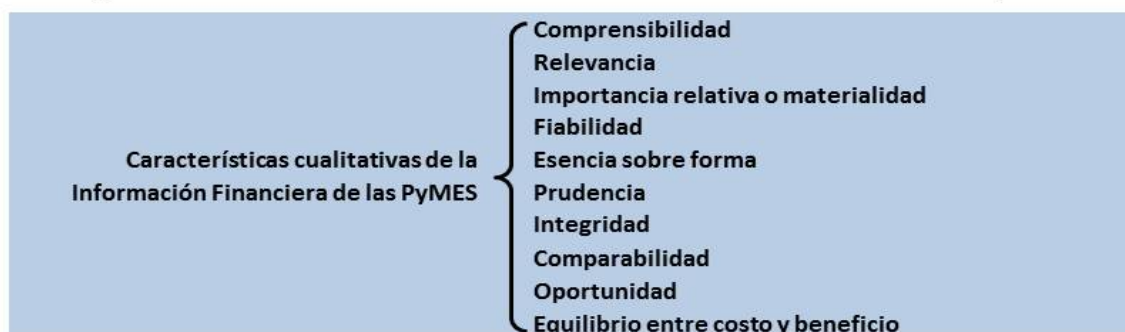 Características cualitativas de la
Información Financiera de las PyMES
Comprensibilidad
Relevancia
Importancia relativa o materialidad
Fiabilidad
Esencia sobre forma
Prudencia
Integridad
Comparabilidad
Oportunidad
Equilibrio entre costo y beneficio